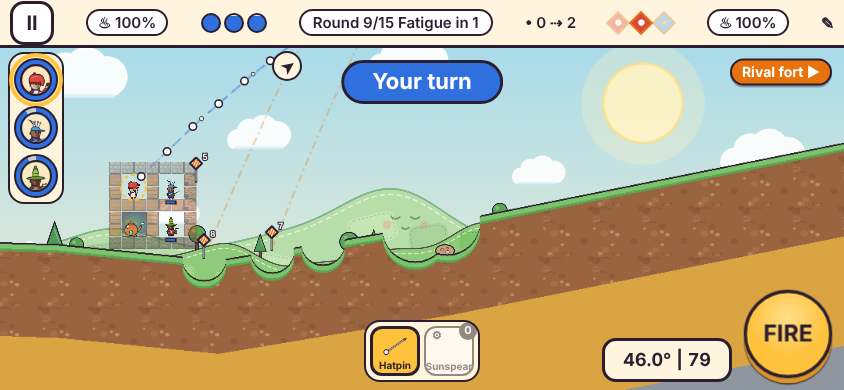 100%
Round 9/15 Fatigue in 1
• 0 ⇢ 2
100%
Your turn
Rival fort ▶
5
6
7
Hatpin
0
Sunspear
46.0° | 79
FIRE